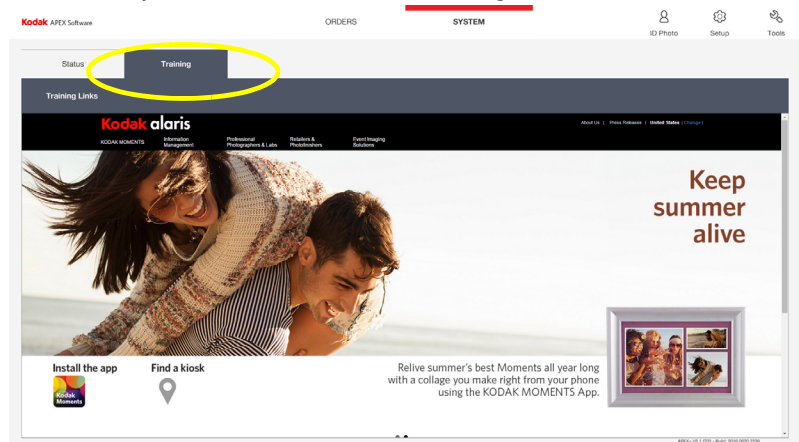 Kodak APEX Software
ORDERS
SYSTEM
ID Photo
Setup
Tools
Status
Training
Training Links
Kodak alaris
About Us | Press Releases | United States [Change]
KODAK MOMENTS
Information
Management
Professional
Photographers & Labs
Retailers &
Photofinishers
Event Imaging
Solutions
Keep
summer
alive
Install the app
Find a kiosk
Kodak
Moments
Relive summer's best Moments all year long
with a collage you make right from your phone
using the KODAK MOMENTS App.